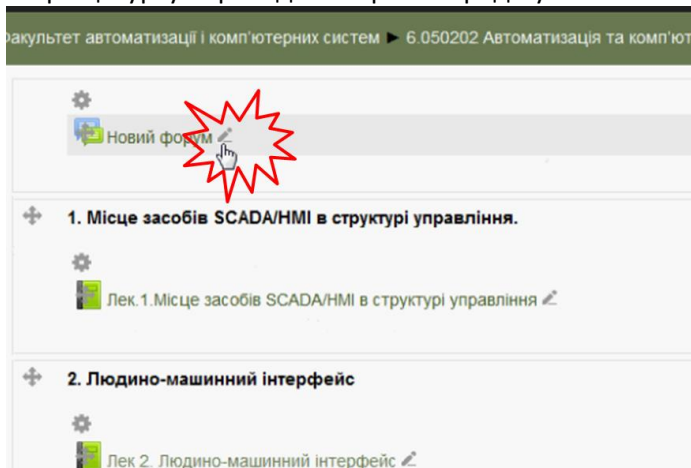 факультет автоматизації і комп'ютерних систем ► 6.050202 Автоматизація та комп'ют
Новий форум
1. Місце засобів SCADA/HMI в структурі управління.
Лек.1.Місце засобів SCADA/HMI в структурі управління
2. Людино-машинний інтерфейс
Лек 2. Людино-машинний інтерфейс